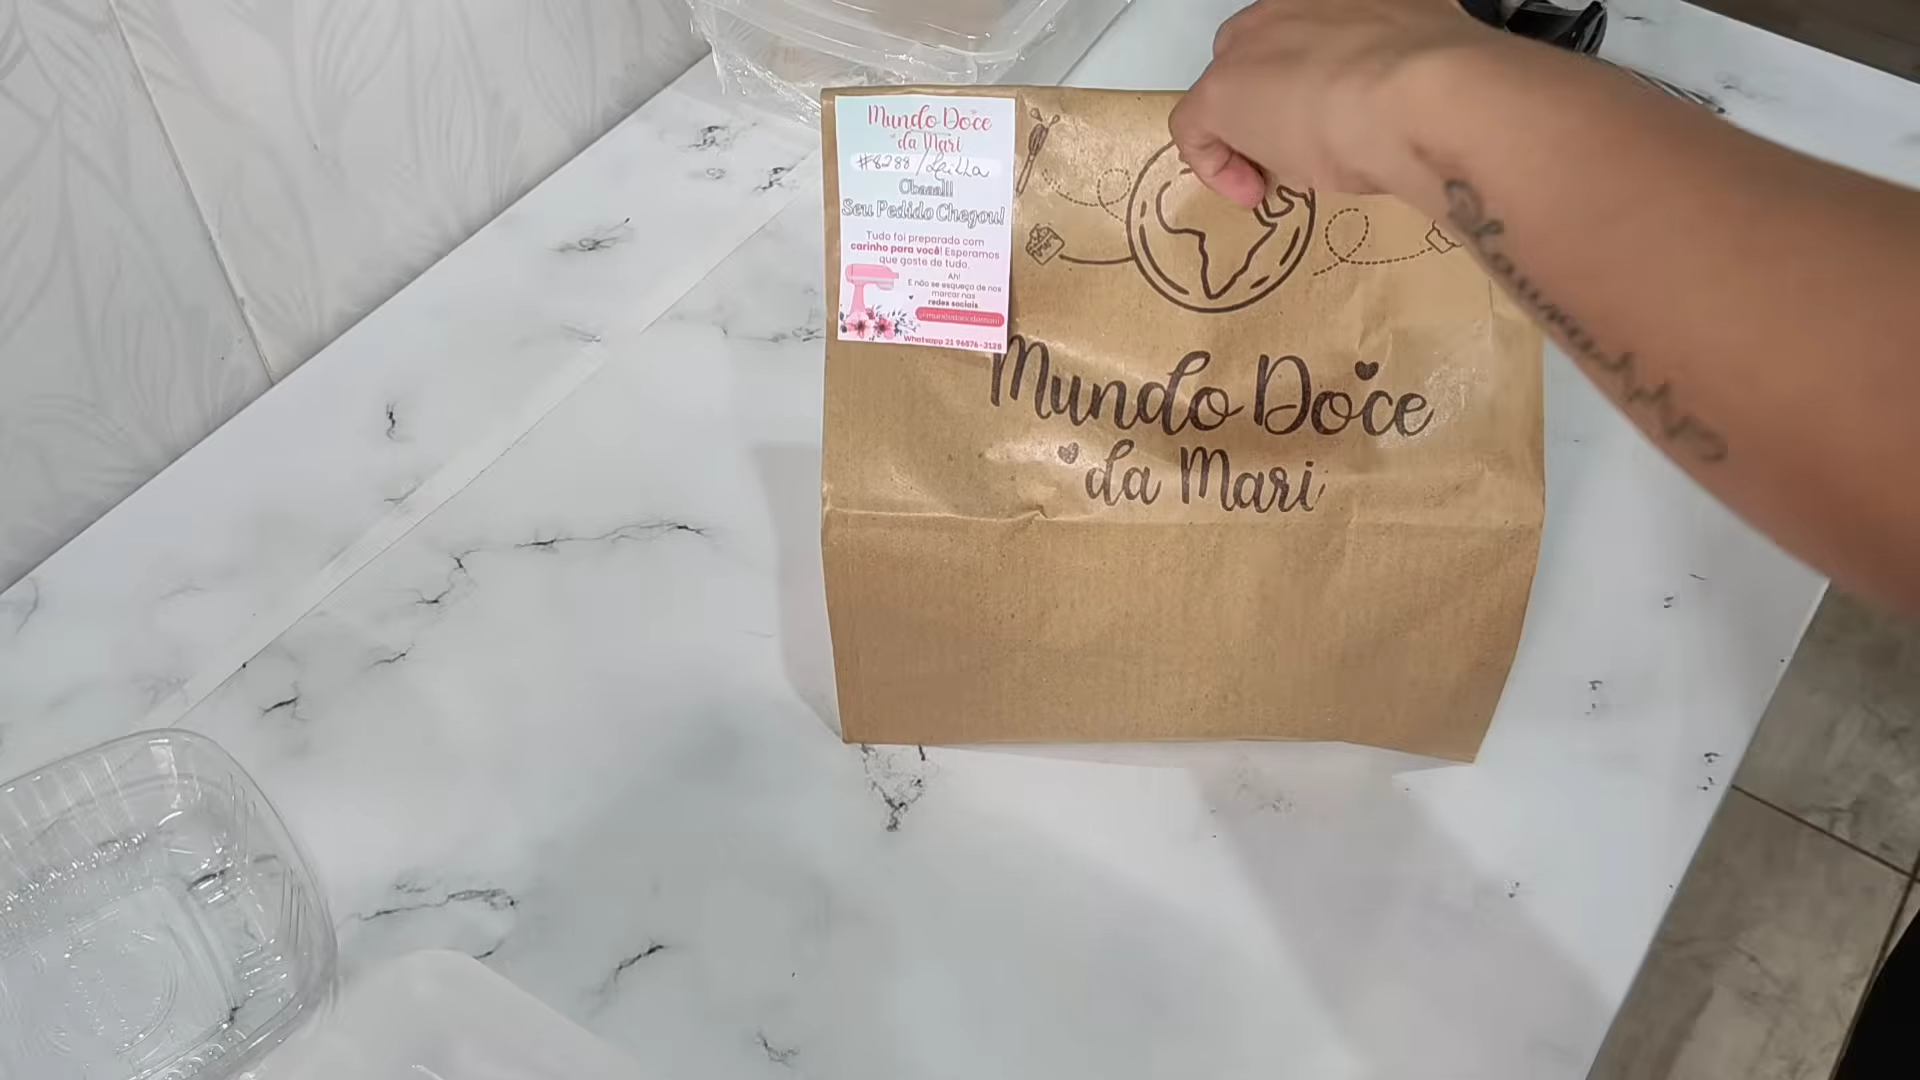 Mundo Doce
da Mari
#8288 / Leilla
Obaaa!!!
Seu Pedido Chegou!
Tudo foi preparado com
carinho para você! Esperamos
que goste de tudo.
Ah!
E não se esqueça de nos
marcar nas
redes sociais
@mundodoce.damari
Whatsapp 21 96876-3128
Mundo Doce
da Mari